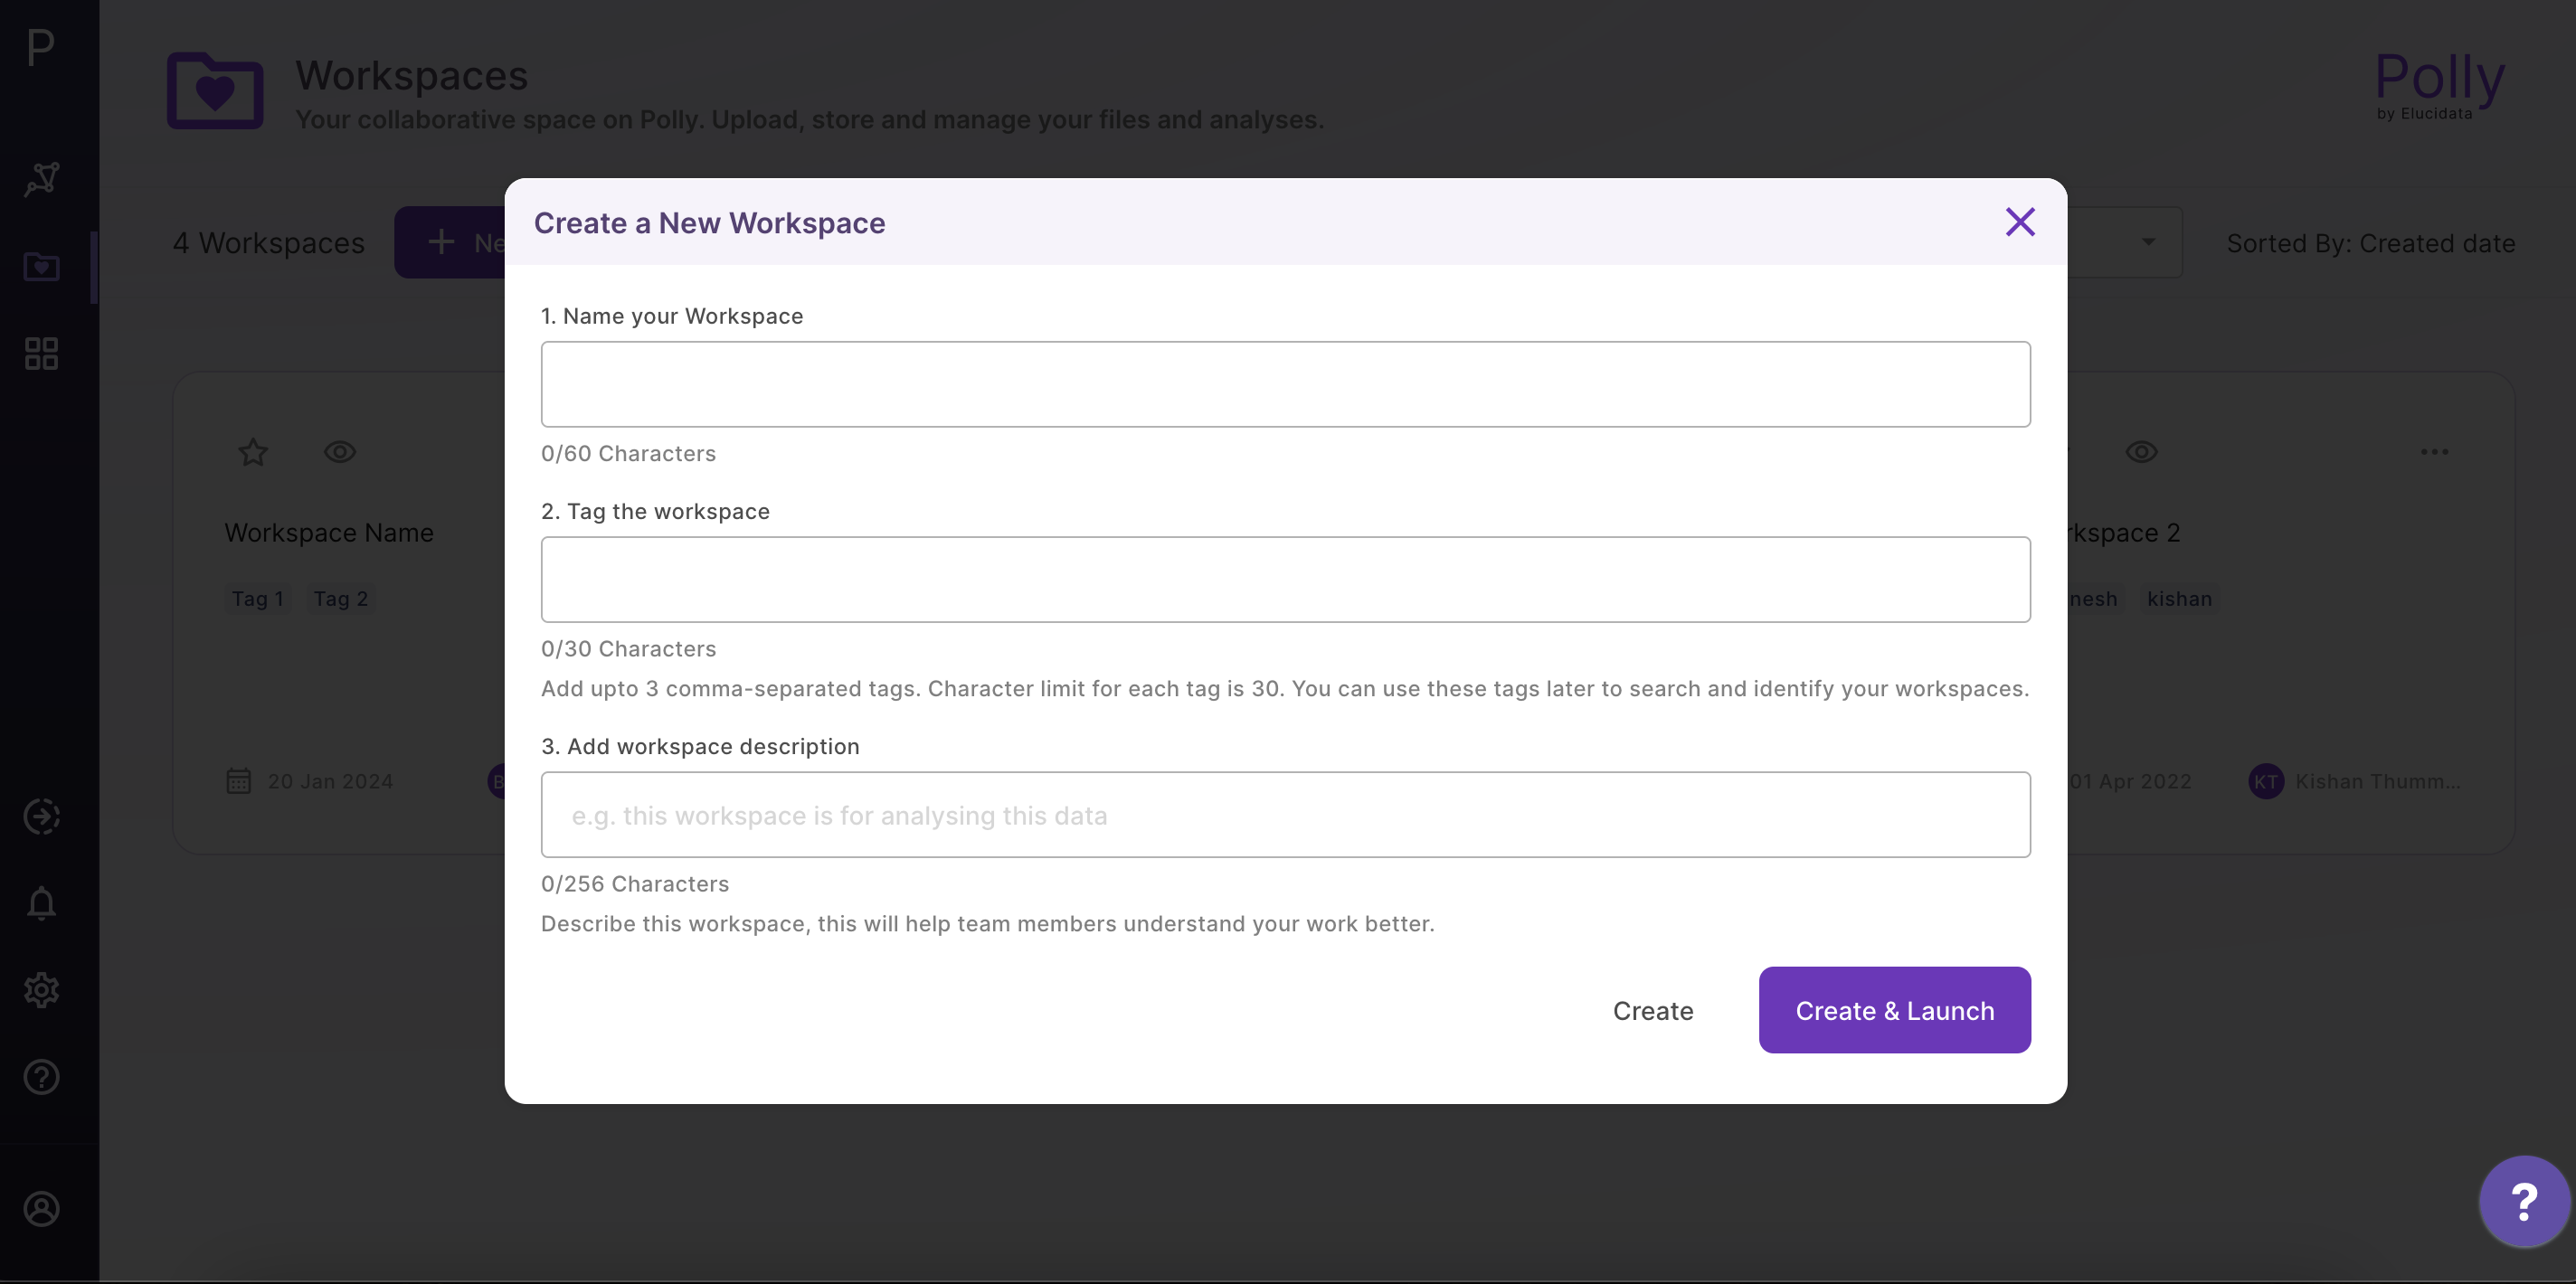 P
Workspaces
Your collaborative space on Polly. Upload, store and manage your files and analyses.
Polly
by Elucidata
4 Workspaces
Sorted By: Created date
Create a New Workspace
1. Name your Workspace
0/60 Characters
2. Tag the workspace
0/30 Characters
Add upto 3 comma-separated tags. Character limit for each tag is 30. You can use these tags later to search and identify your workspaces.
3. Add workspace description
e.g. this workspace is for analysing this data
0/256 Characters
Describe this workspace, this will help team members understand your work better.
Create
Create & Launch
Workspace Name
Tag 1 Tag 2
20 Jan 2024
rkspace 2
nesh kishan
01 Apr 2022 KT Kishan Thumm...
?